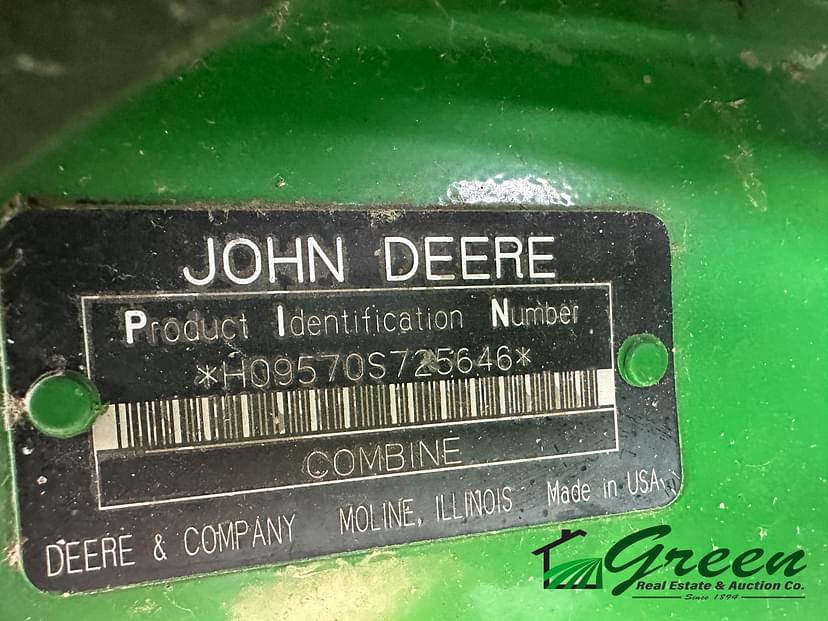 JOHN DEERE
Product Identification Number
*H09570S725646*
COMBINE
DEERE & COMPANY MOLINE, ILLINOIS Made in USA
Green
Real Estate & Auction Co.
Since 1894